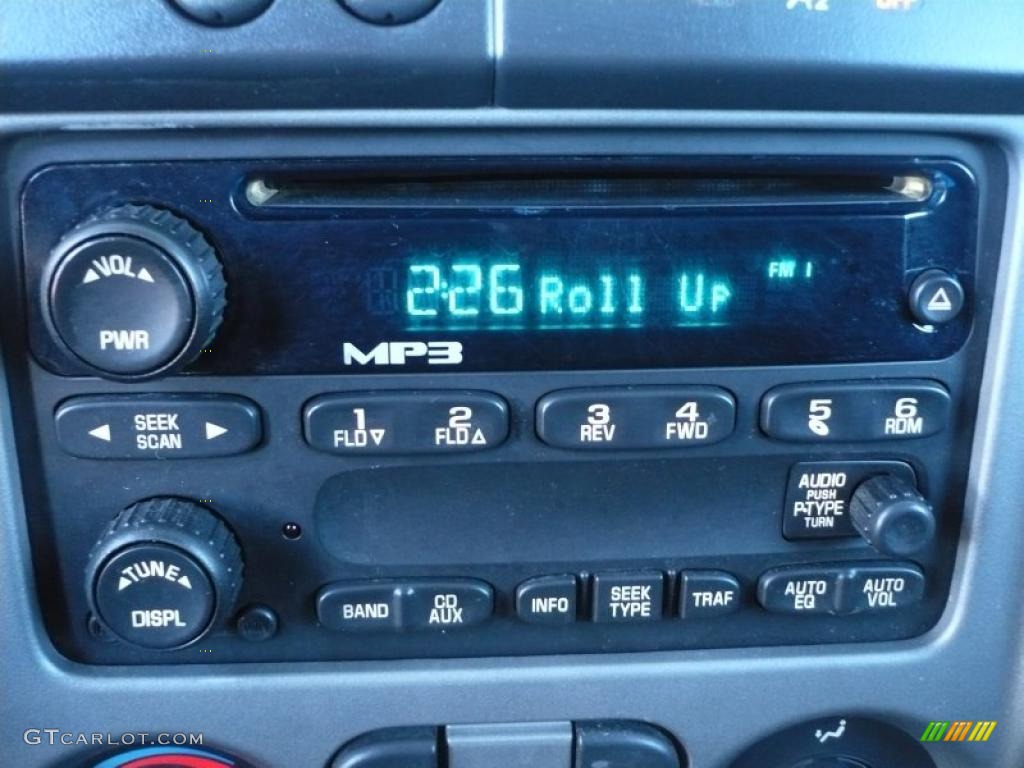 A2 OFF
VOL
PWR
2:26 Roll Up FM 1
MP3
SEEK
SCAN
1
FLD
2
FLD
3
REV
4
FWD
5
6
RDM
AUDIO
PUSH
P-TYPE
TURN
TUNE
DISPL
BAND
CD
AUX
INFO
SEEK
TYPE
TRAF
AUTO
EQ
AUTO
VOL
GTCARLOT.COM